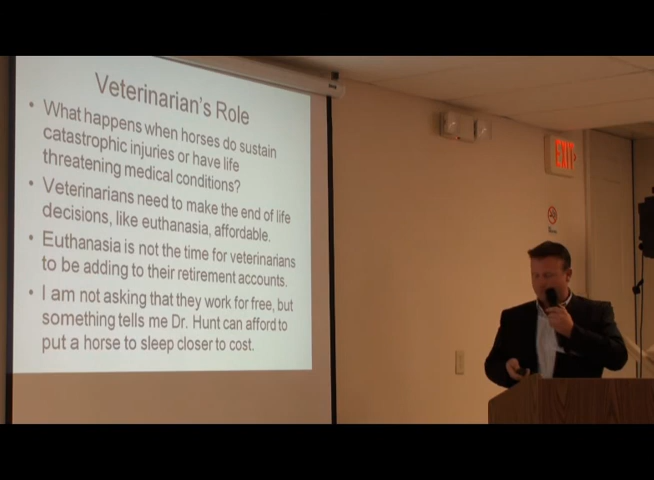 Veterinarian's Role
• What happens when horses do sustain
catastrophic injuries or have life
threatening medical conditions?
• Veterinarians need to make the end of life
decisions, like euthanasia, affordable.
• Euthanasia is not the time for veterinarians
to be adding to their retirement accounts.
• I am not asking that they work for free, but
something tells me Dr. Hunt can afford to
put a horse to sleep closer to cost.
EXIT